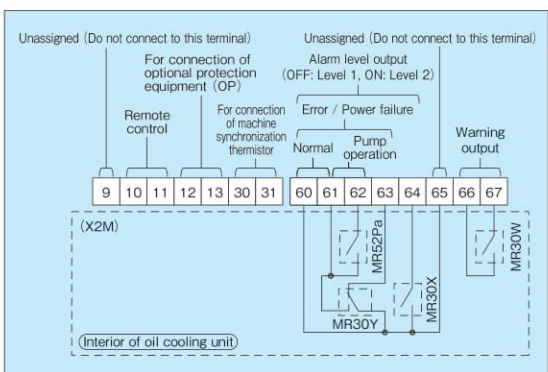 Unassigned (Do not connect to this terminal)
Unassigned (Do not connect to this terminal)
For connection of
optional protection
equipment (OP)
Alarm level output
(OFF: Level 1, ON: Level 2)
Remote
control
For connection
of machine
synchronization
thermistor
Error / Power failure
Normal
Pump
operation
Warning
output
9 10 11 12 13 30 31 60 61 62 63 64 65 66 67
(X2M)
MR52Pa
MR30W
MR30X
MR30Y
Interior of oil cooling unit